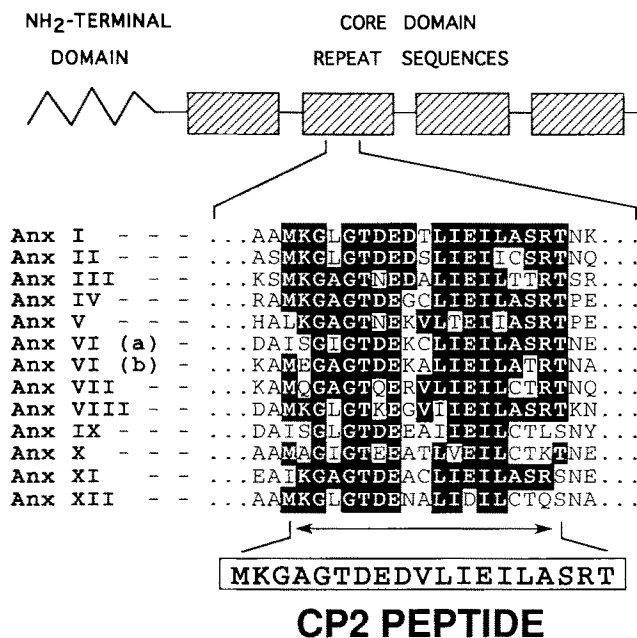 NH2-TERMINAL DOMAIN
CORE DOMAIN
REPEAT SEQUENCES
Anx I - - - ...AAMKGLGTDEDTLIEILASRTNK...
Anx II - - - ...ASMKGLGTDEDSLIEIICSRTNQ...
Anx III - - - ...KSMKGAGTNEDALIEILTTRTSR...
Anx IV - - - ...RAMKGAGTDEGCLIEILASRTPE...
Anx V - - - ...HALKGAGTNEKVLTEIIASRTPE...
Anx VI (a) - - ...DAISGIGTDEKCLIEILASRTNE...
Anx VI (b) - - ...KAMEGAGTDEKALIEILATRTNA...
Anx VII - - - ...KAMQGAGTQERVLIEILCTRTNQ...
Anx VIII - - ...DAMKGLGTKEGVIIEILASRTKN...
Anx IX - - - ...DAISGLGTDEEAIIEILCTLSNY...
Anx X - - - ...AAMAGIGTEEATLVEILCTKTNE...
Anx XI - - - ...EAIKGAGTDEACLIEILASRSNE...
Anx XII - - ...AAMKGLGTDENALIDILCTQSNA...
MKGAGTDEDVLIEILASRT
CP2 PEPTIDE